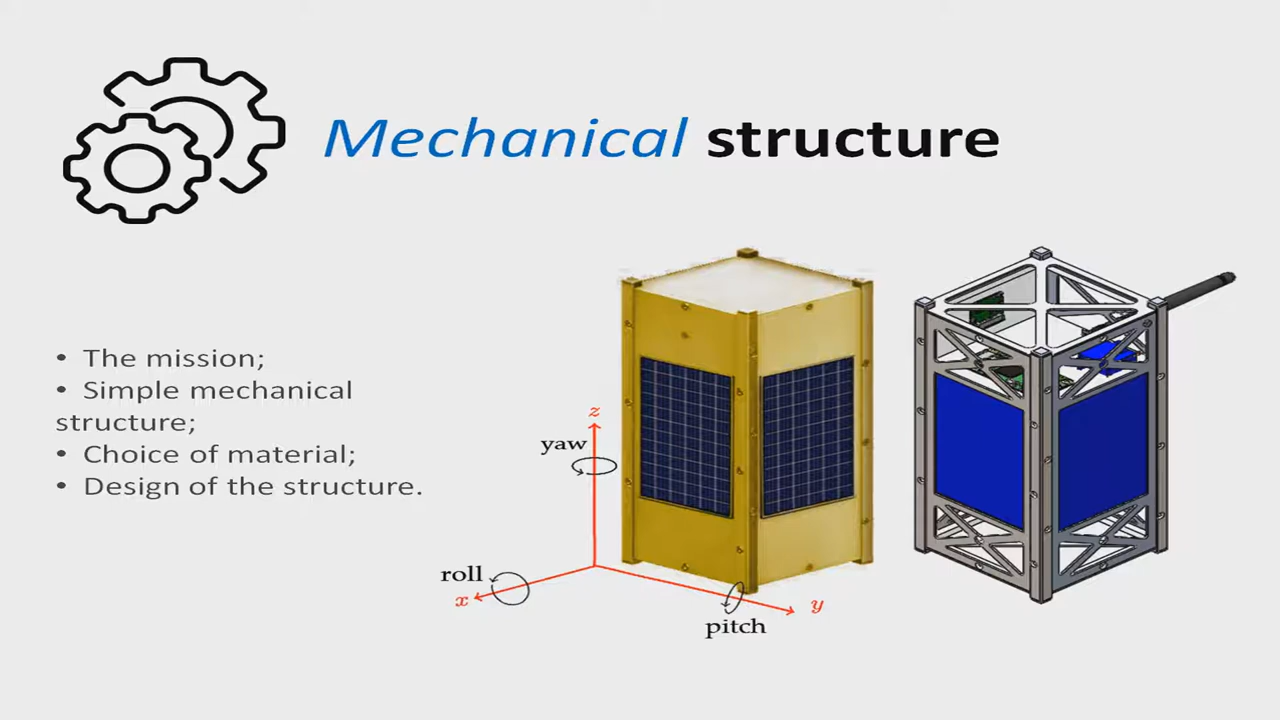 Mechanical structure
• The mission;
• Simple mechanical
structure;
• Choice of material;
• Design of the structure.
z
yaw
roll
x
y
pitch